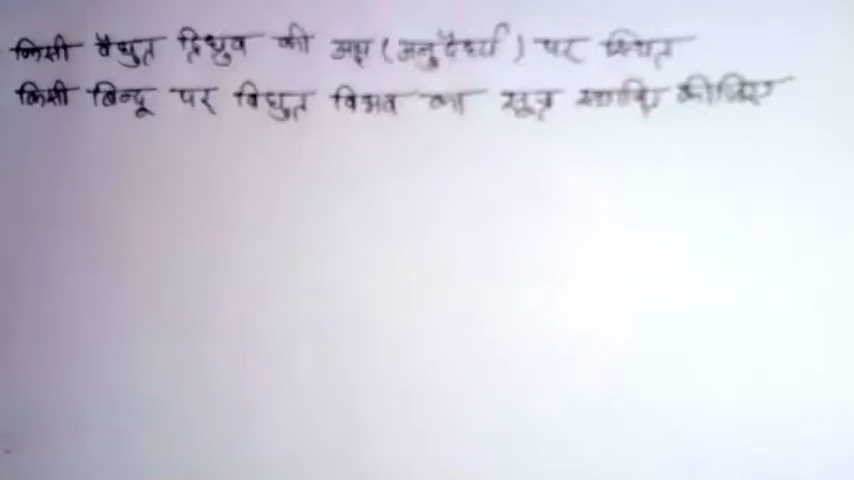 किसी वैधुत द्विधुव की अक्ष (अनुदैर्ध्य) पर स्थित
किसी बिन्दू पर विधुत विभव का सूत्र स्थापित कीजिए